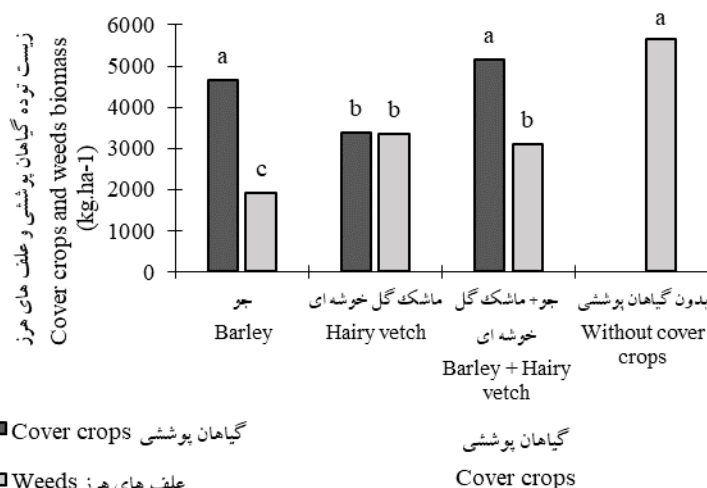 زیست توده گیاهان پوششی و علف های هرز
Cover crops and weeds biomass
(kg.ha-1)
6000
5000
4000
3000
2000
1000
0
a
c
b
b
a
b
a
جو
Barley
ماشک گل خوشه ای
Hairy vetch
جو+ ماشک گل
خوشه ای
Barley + Hairy
vetch
بدون گیاهان پوششی
Without cover
crops
Cover crops گیاهان پوششی
Weeds علف های هرز
گیاهان پوششی
Cover crops